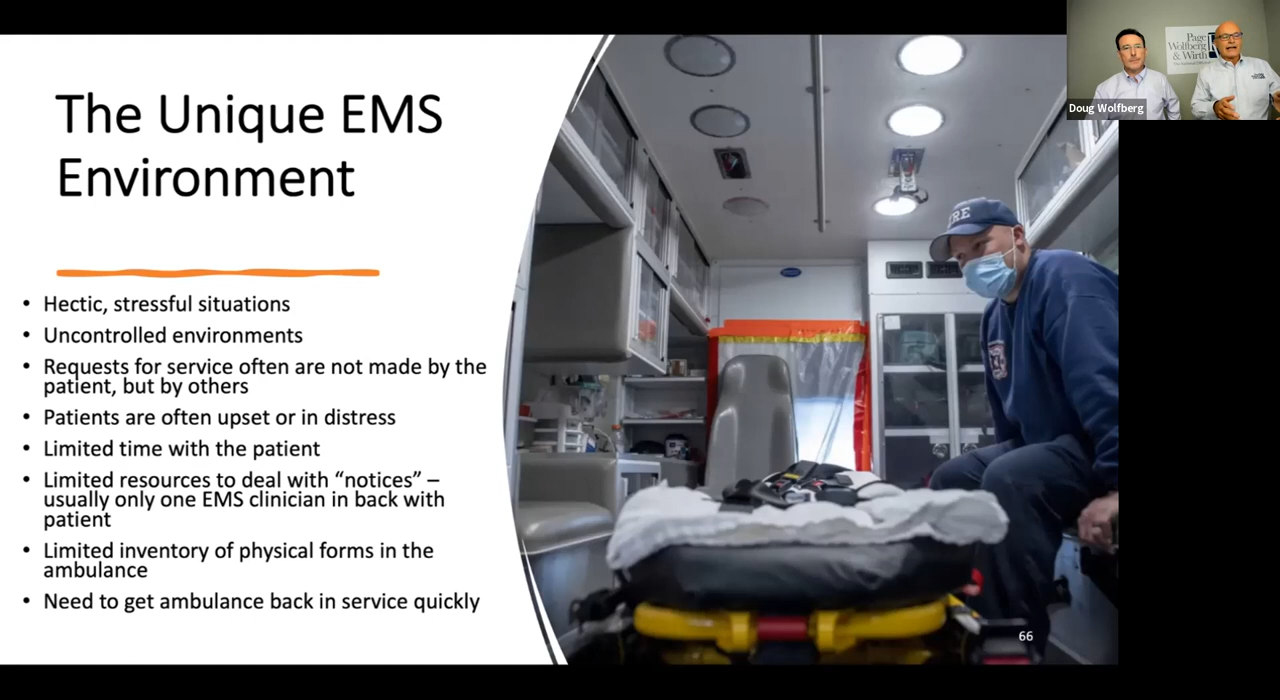 The Unique EMS
Environment
• Hectic, stressful situations
• Uncontrolled environments
• Requests for service often are not made by the
patient, but by others
• Patients are often upset or in distress
• Limited time with the patient
• Limited resources to deal with “notices” –
usually only one EMS clinician in back with
patient
• Limited inventory of physical forms in the
ambulance
• Need to get ambulance back in service quickly
66
Page
Wolfberg
& Wirth
Doug Wolfberg